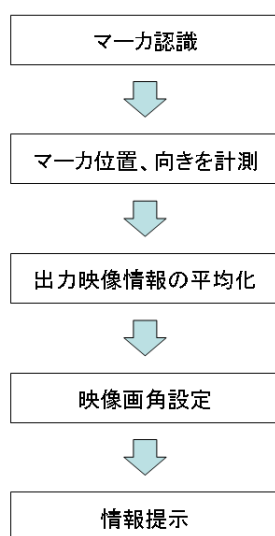 マーカ認識
マーカ位置、向きを計測
出力映像情報の平均化
映像画角設定
情報提示